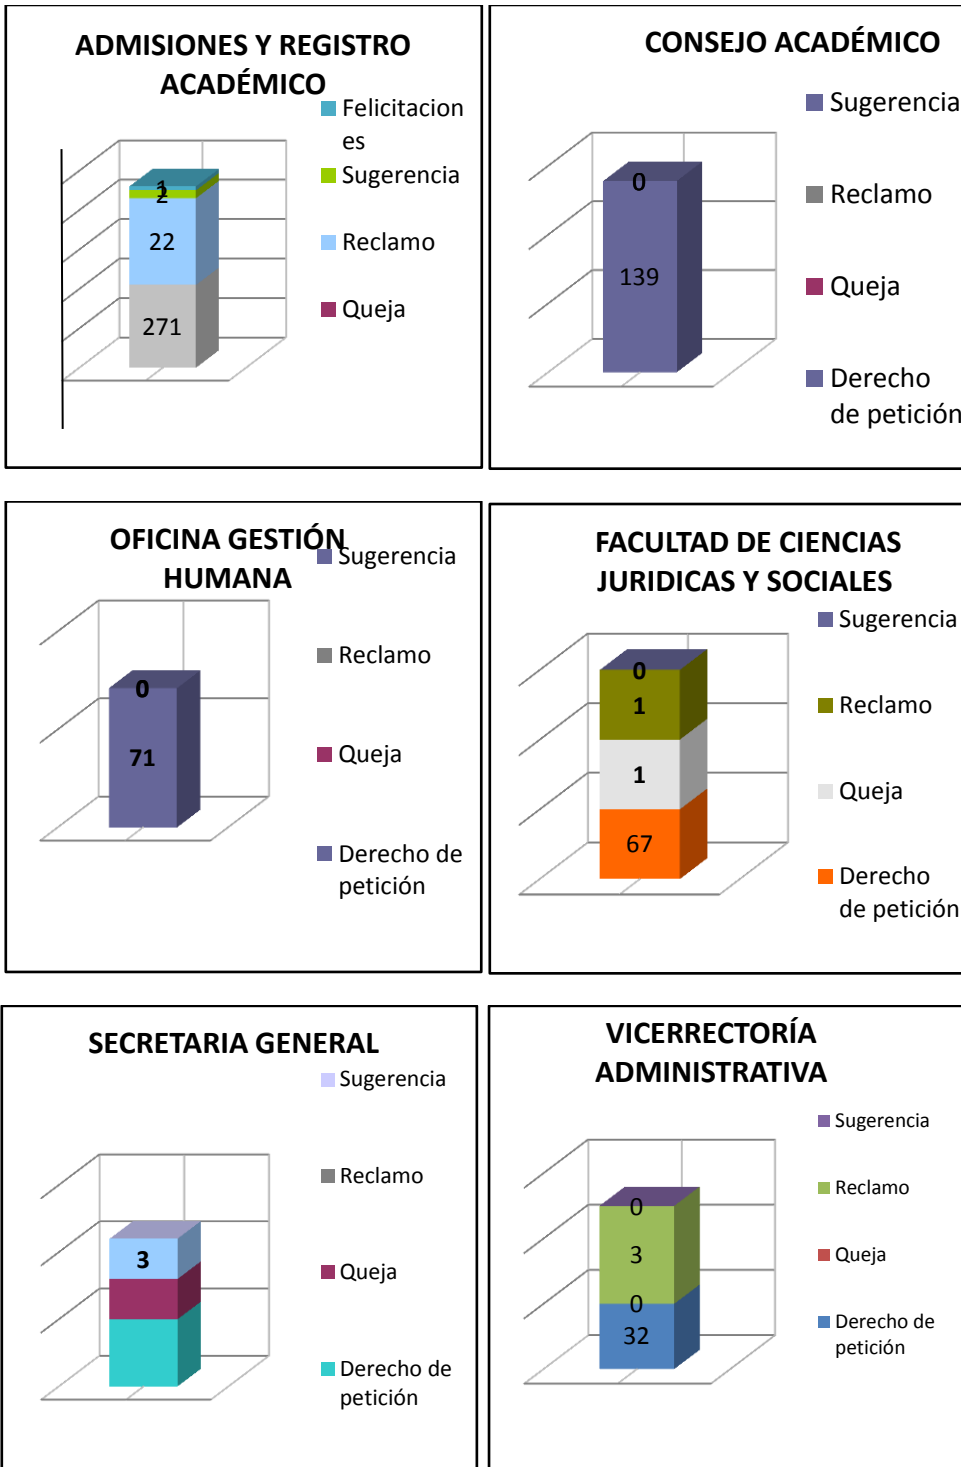 ADMISIONES Y REGISTRO
ACADÉMICO
Felicitacion
es
Sugerencia
Reclamo
Queja
1
2
22
271
CONSEJO ACADÉMICO
Sugerencia
Reclamo
Queja
Derecho
de petición
0
139
OFICINA GESTIÓN
HUMANA
Sugerencia
Reclamo
Queja
Derecho de
petición
0
71
FACULTAD DE CIENCIAS
JURIDICAS Y SOCIALES
Sugerencia
Reclamo
Queja
Derecho
de petición
0
1
1
67
SECRETARIA GENERAL
Sugerencia
Reclamo
Queja
Derecho de
petición
3
VICERRECTORÍA
ADMINISTRATIVA
Sugerencia
Reclamo
Queja
Derecho de
petición
0
3
0
32